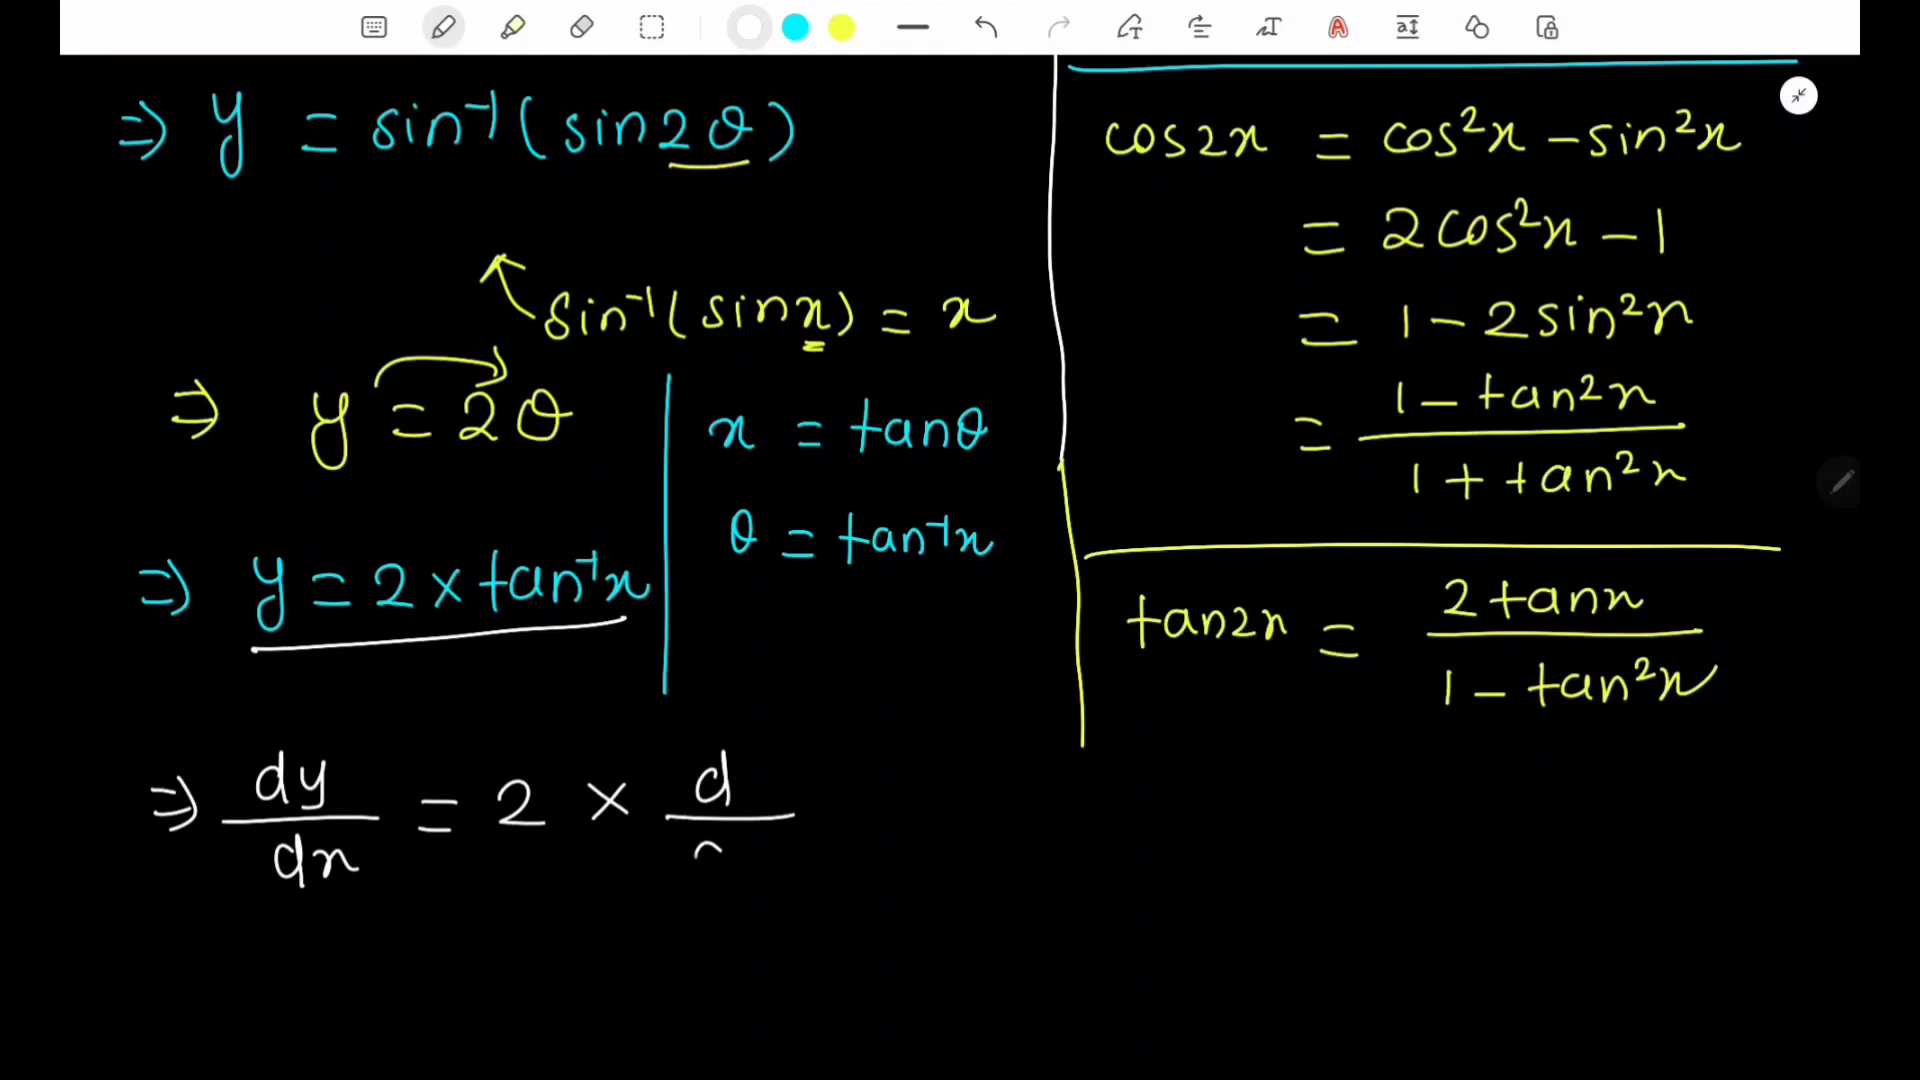 ⇒ y = sin⁻¹(sin2θ)
sin⁻¹(sinx) = x
⇒ y = 2θ
x = tanθ
θ = tan⁻¹x
⇒ y = 2 × tan⁻¹x
⇒ dy/dx = 2 × d
cos2x = cos²x − sin²x
= 2cos²x − 1
= 1 − 2sin²x
= 1 − tan²x / 1 + tan²x
tan2x = 2tanx / 1 − tan²x